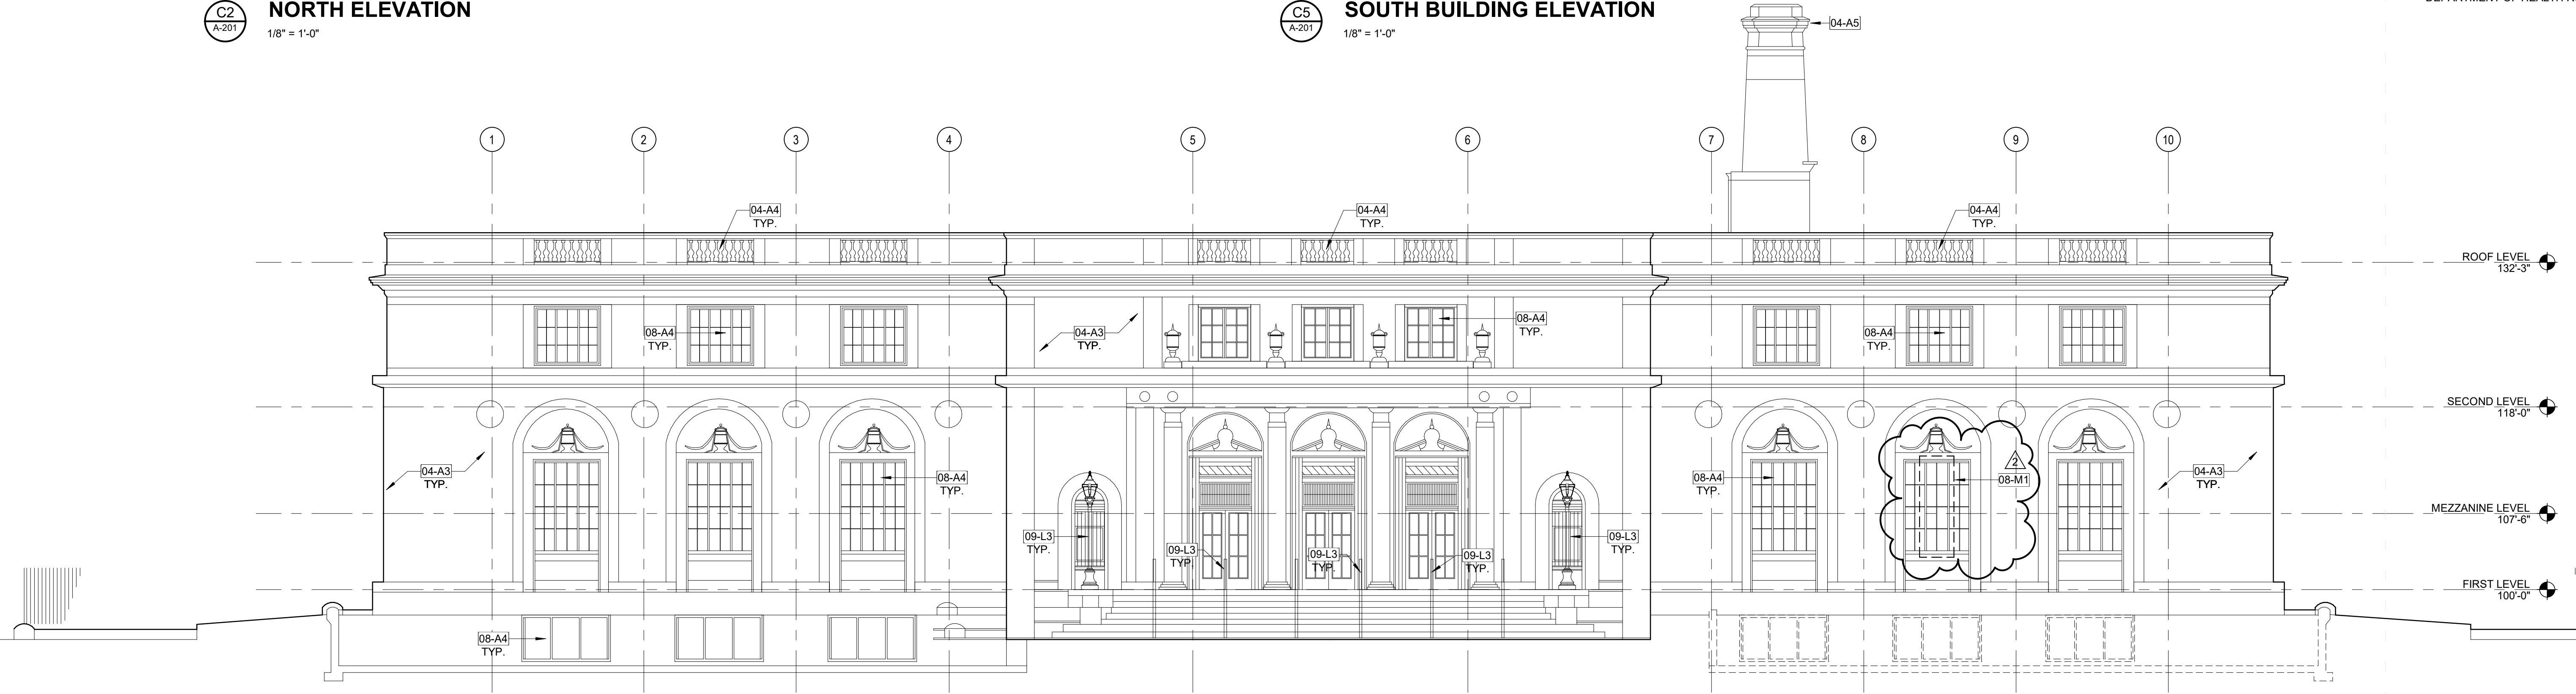 C2
A-201
NORTH ELEVATION
1/8" = 1'-0"
C5
A-201
SOUTH BUILDING ELEVATION
1/8" = 1'-0"
04-A5
1
2
3
4
5
6
7
8
9
10
04-A4
TYP.
04-A4
TYP.
04-A4
TYP.
ROOF LEVEL
132'-3"
08-A4
TYP.
04-A3
TYP.
08-A4
TYP.
08-A4
TYP.
SECOND LEVEL
118'-0"
04-A3
TYP.
08-A4
TYP.
08-A4
TYP.
2
08-M1
04-A3
TYP.
MEZZANINE LEVEL
107'-6"
09-L3
TYP.
09-L3
TYP.
09-L3
TYP.
09-L3
TYP.
09-L3
TYP.
FIRST LEVEL
100'-0"
08-A4
TYP.